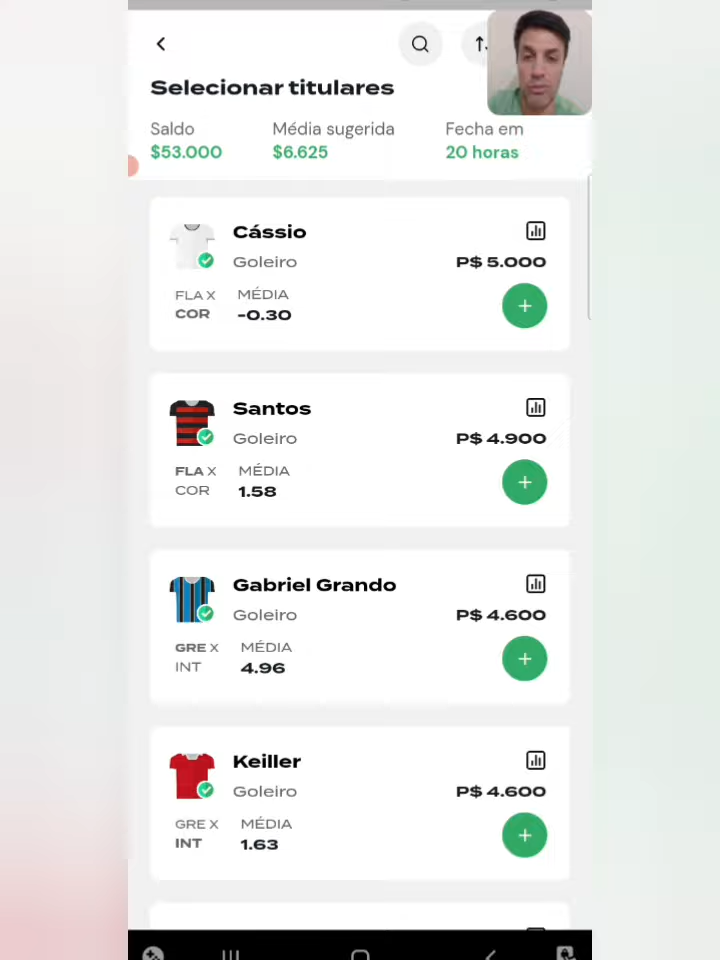 Selecionar titulares
Saldo Média sugerida Fecha em
$53.000 $6.625 20 horas
Cássio
Goleiro P$ 5.000
FLA X MÉDIA
COR -0.30
Santos
Goleiro P$ 4.900
FLA X MÉDIA
COR 1.58
Gabriel Grando
Goleiro P$ 4.600
GRE X MÉDIA
INT 4.96
Keiller
Goleiro P$ 4.600
GRE X MÉDIA
INT 1.63